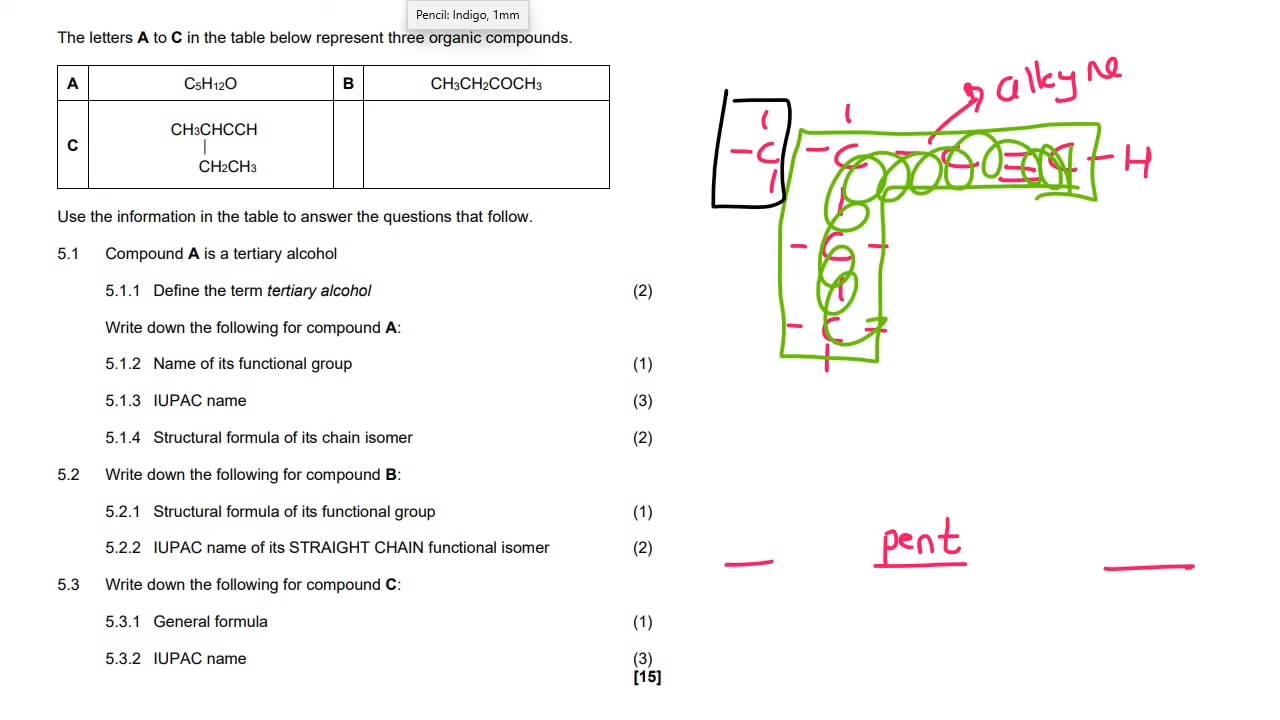 Pencil: Indigo, 1mm
The letters A to C in the table below represent three organic compounds.
A C₅H₁₂O B CH₃CH₂COCH₃
C CH₃CHCCH
|
CH₂CH₃
Use the information in the table to answer the questions that follow.
5.1 Compound A is a tertiary alcohol
5.1.1 Define the term tertiary alcohol (2)
Write down the following for compound A:
5.1.2 Name of its functional group (1)
5.1.3 IUPAC name (3)
5.1.4 Structural formula of its chain isomer (2)
5.2 Write down the following for compound B:
5.2.1 Structural formula of its functional group (1)
5.2.2 IUPAC name of its STRAIGHT CHAIN functional isomer (2)
5.3 Write down the following for compound C:
5.3.1 General formula (1)
5.3.2 IUPAC name (3)
[15]
alkyne
-C -C - C ≡ C - H
- C -
- C -
pent